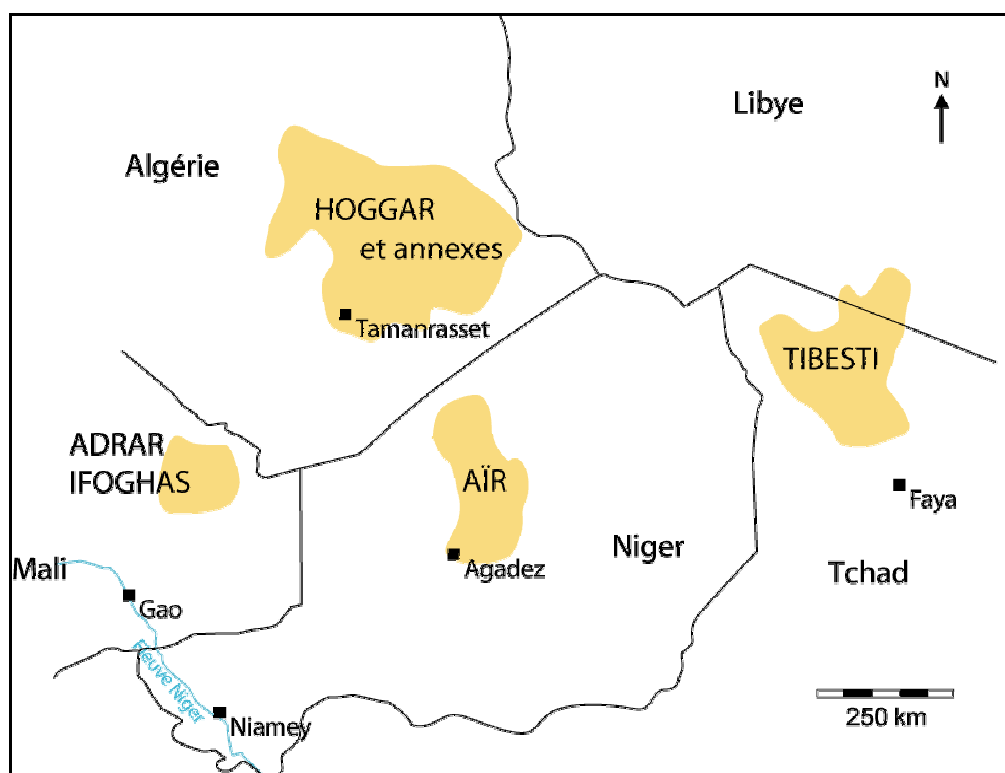 N
Libye
Algérie
HOGGAR
et annexes
Tamanrasset
TIBESTI
ADRAR
IFOGHAS
AÏR
Faya
Niger
Agadez
Mali
Tchad
Gao
Fleuve Niger
Niamey
250 km